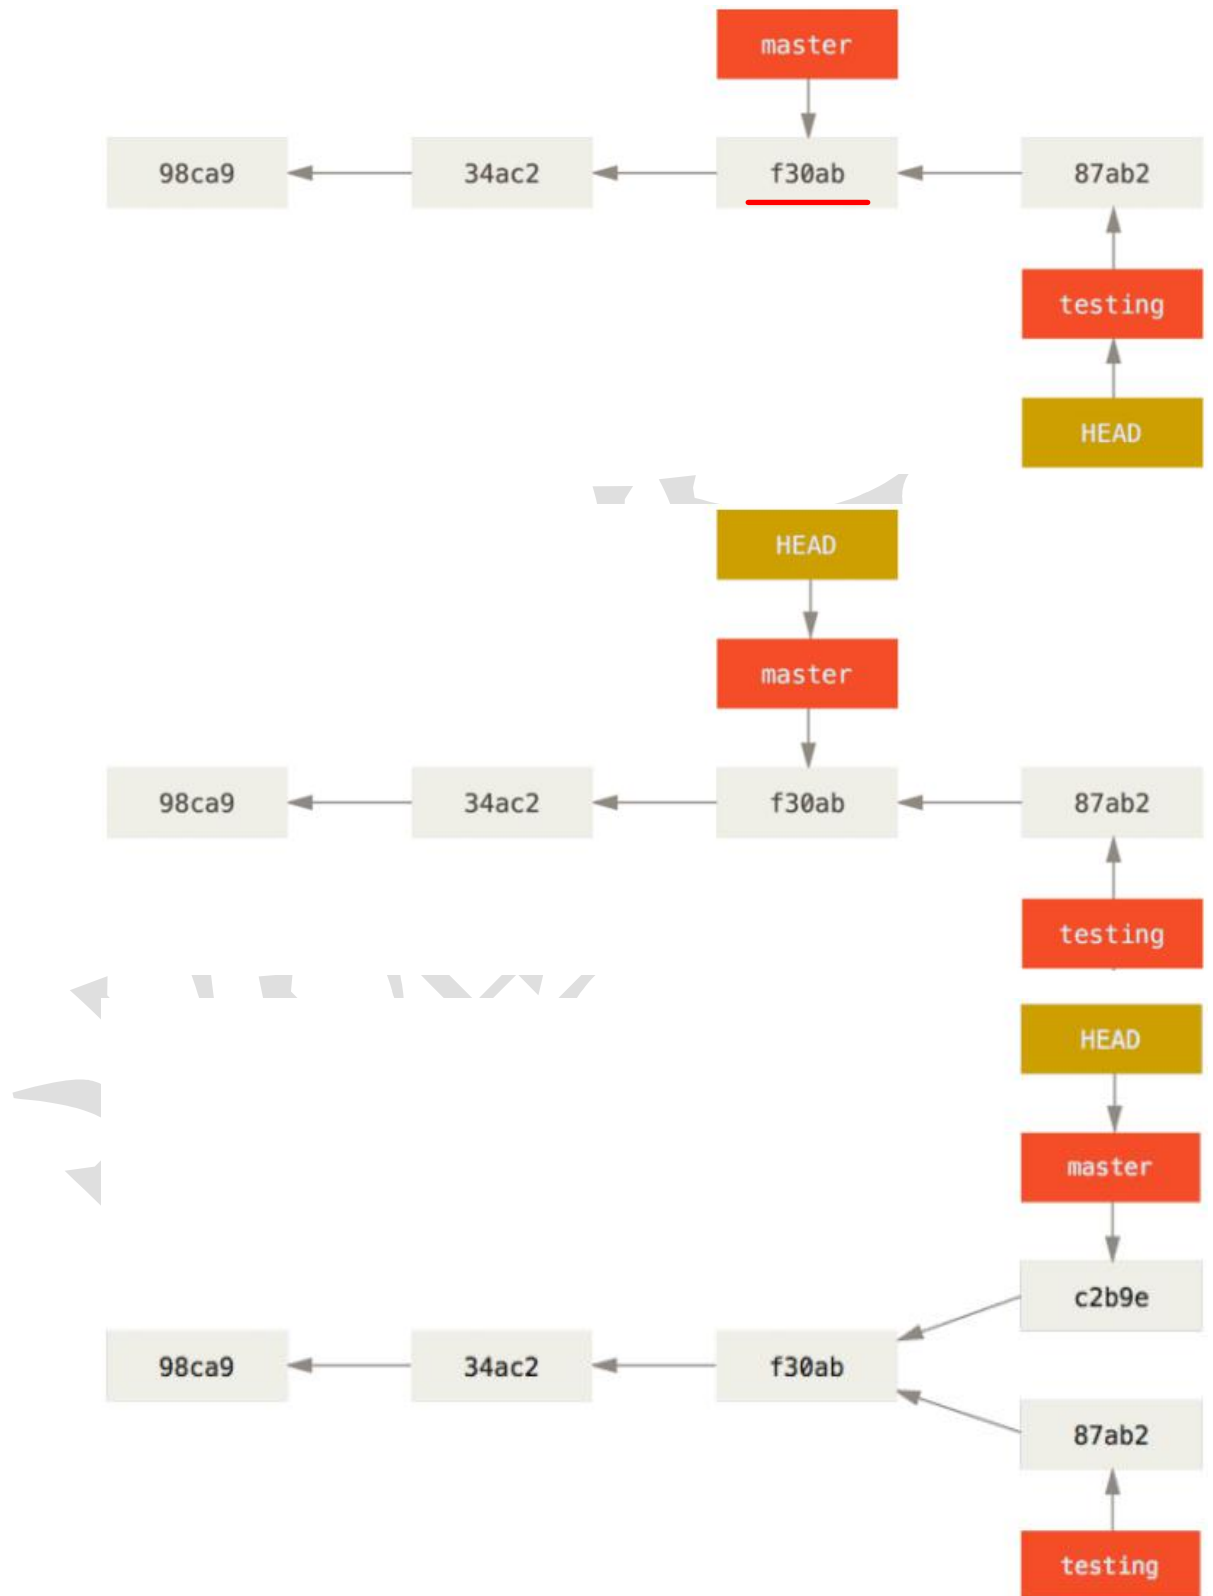 master
98ca9 34ac2 f30ab 87ab2
testing
HEAD
HEAD
master
98ca9 34ac2 f30ab 87ab2
testing
HEAD
master
c2b9e
98ca9 34ac2 f30ab
87ab2
testing